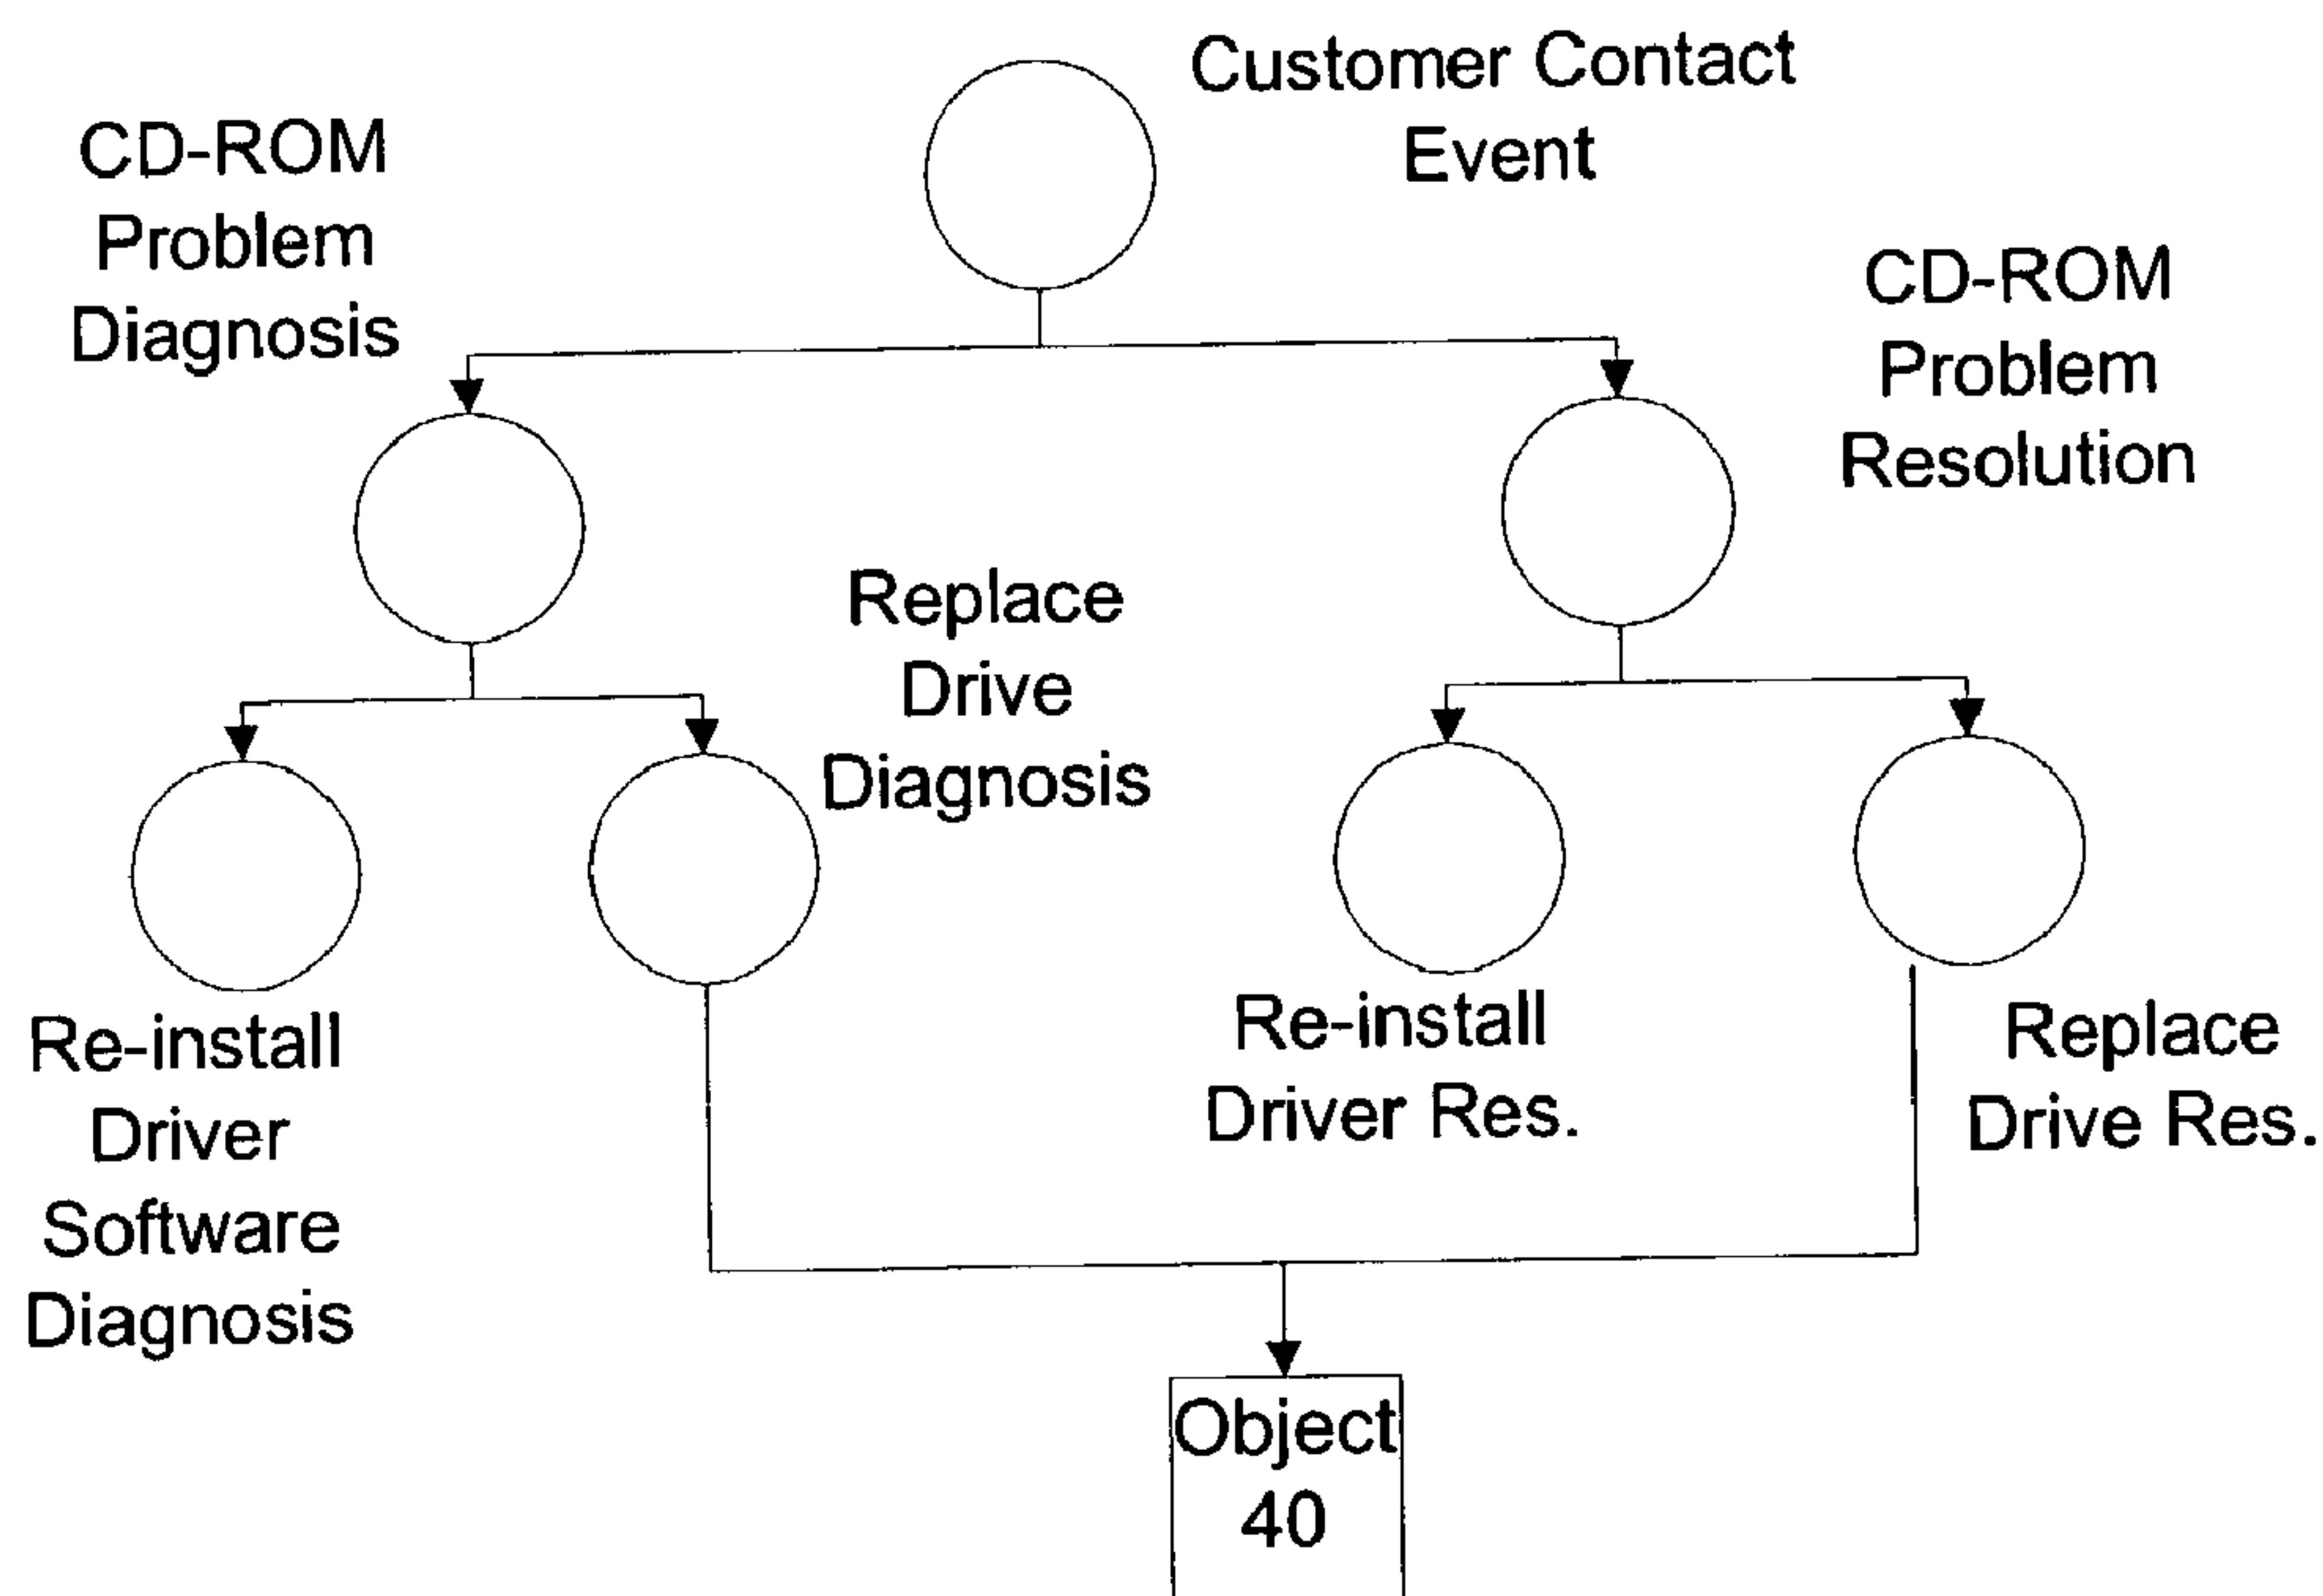 Customer Contact
Event
CD-ROM
Problem
Diagnosis
CD-ROM
Problem
Resolution
Replace
Drive
Diagnosis
Re-install
Driver
Software
Diagnosis
Re-install
Driver Res.
Replace
Drive Res.
Object
40